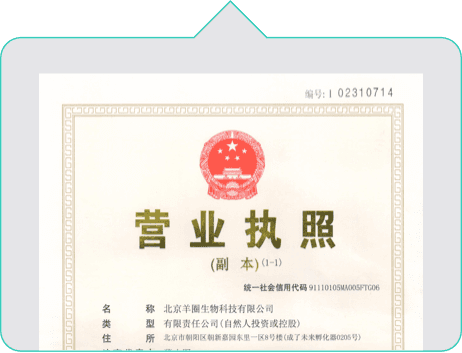 编号: 1 02310714
营业执照
(副 本)(1-1)
统一社会信用代码 91110105MA005FTG06
名 称 北京羊圈生物科技有限公司
类 型 有限责任公司(自然人投资或控股)
住 所 北京市朝阳区朝新嘉园东里一区8号楼(成了未来孵化器0205号)